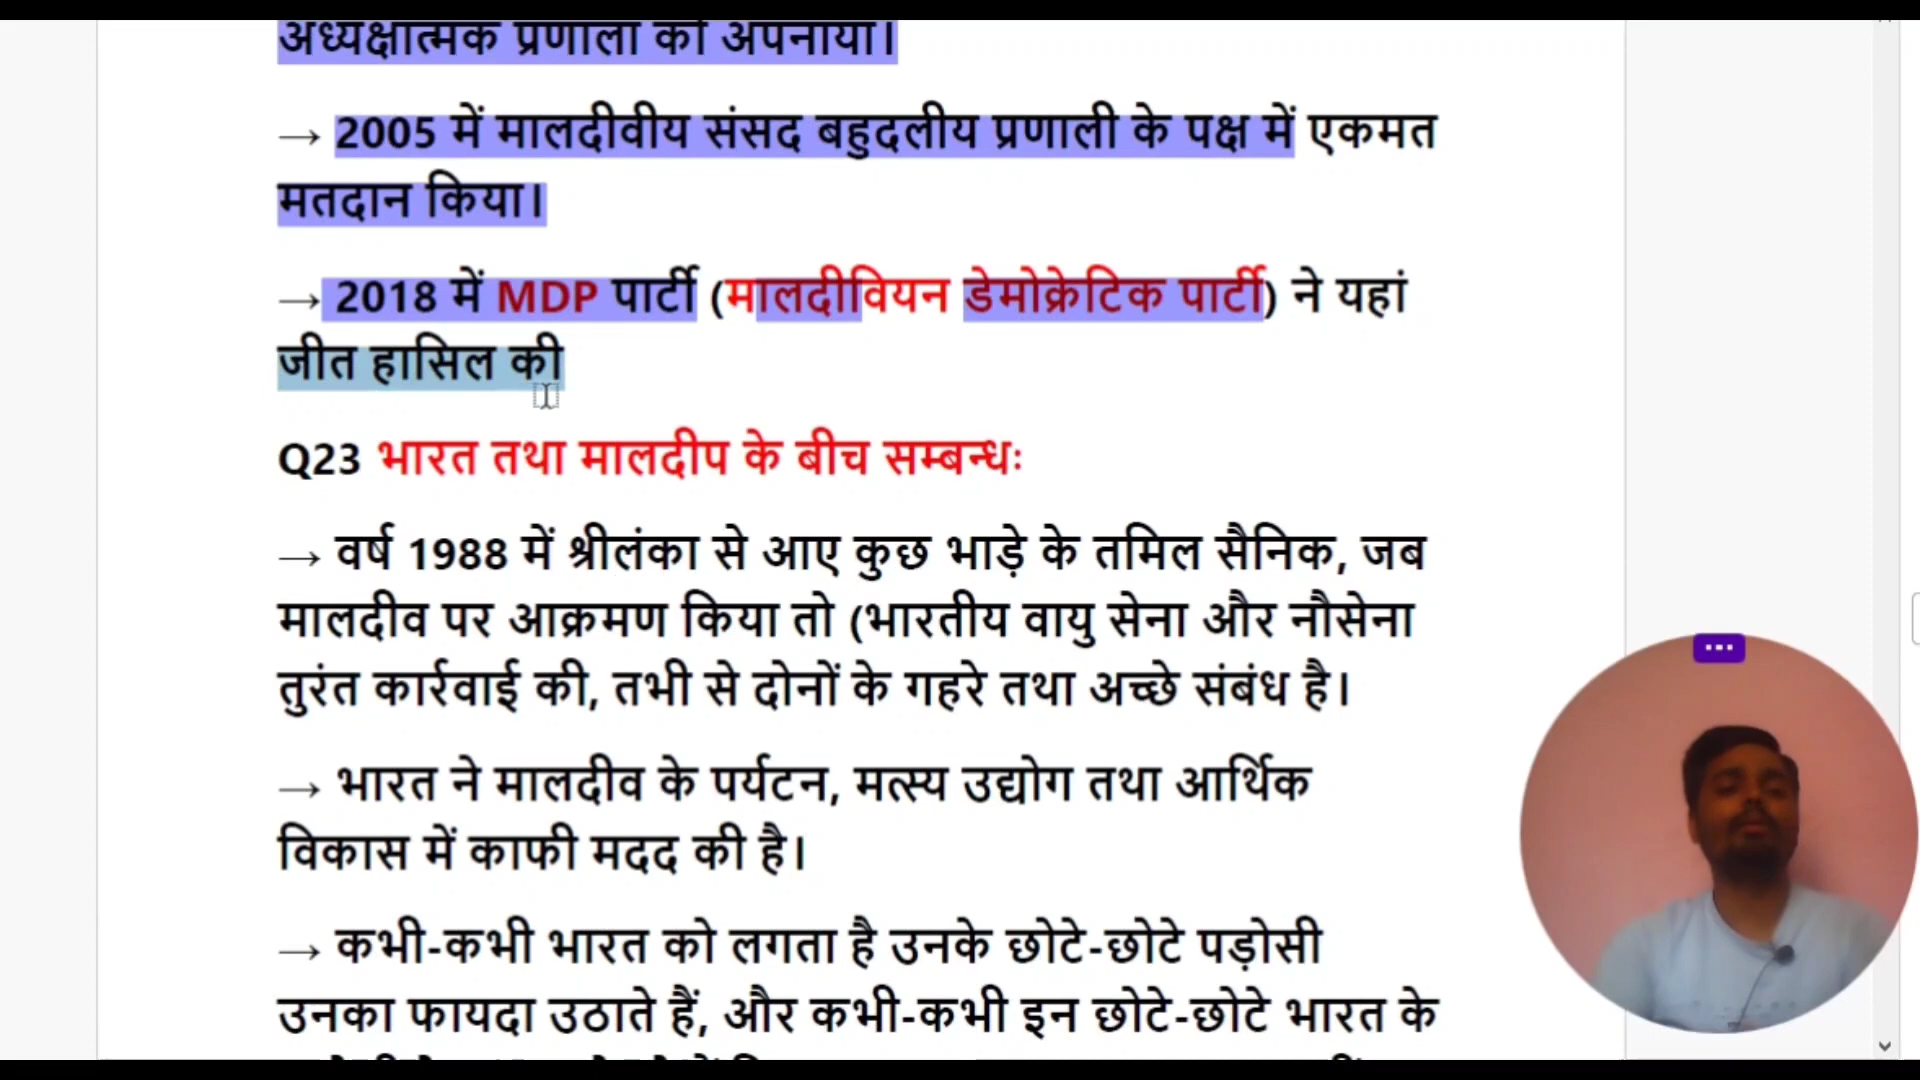 अध्यक्षात्मक प्रणाली को अपनाया।
→ 2005 में मालदीवीय संसद बहुदलीय प्रणाली के पक्ष में एकमत
मतदान किया।
→ 2018 में MDP पार्टी (मालदीवियन डेमोक्रेटिक पार्टी) ने यहां
जीत हासिल की
Q23 भारत तथा मालदीप के बीच सम्बन्धः
→ वर्ष 1988 में श्रीलंका से आए कुछ भाड़े के तमिल सैनिक, जब
मालदीव पर आक्रमण किया तो (भारतीय वायु सेना और नौसेना
तुरंत कार्रवाई की, तभी से दोनों के गहरे तथा अच्छे संबंध है।
→ भारत ने मालदीव के पर्यटन, मत्स्य उद्योग तथा आर्थिक
विकास में काफी मदद की है।
→ कभी-कभी भारत को लगता है उनके छोटे-छोटे पड़ोसी
उनका फायदा उठाते हैं, और कभी-कभी इन छोटे-छोटे भारत के